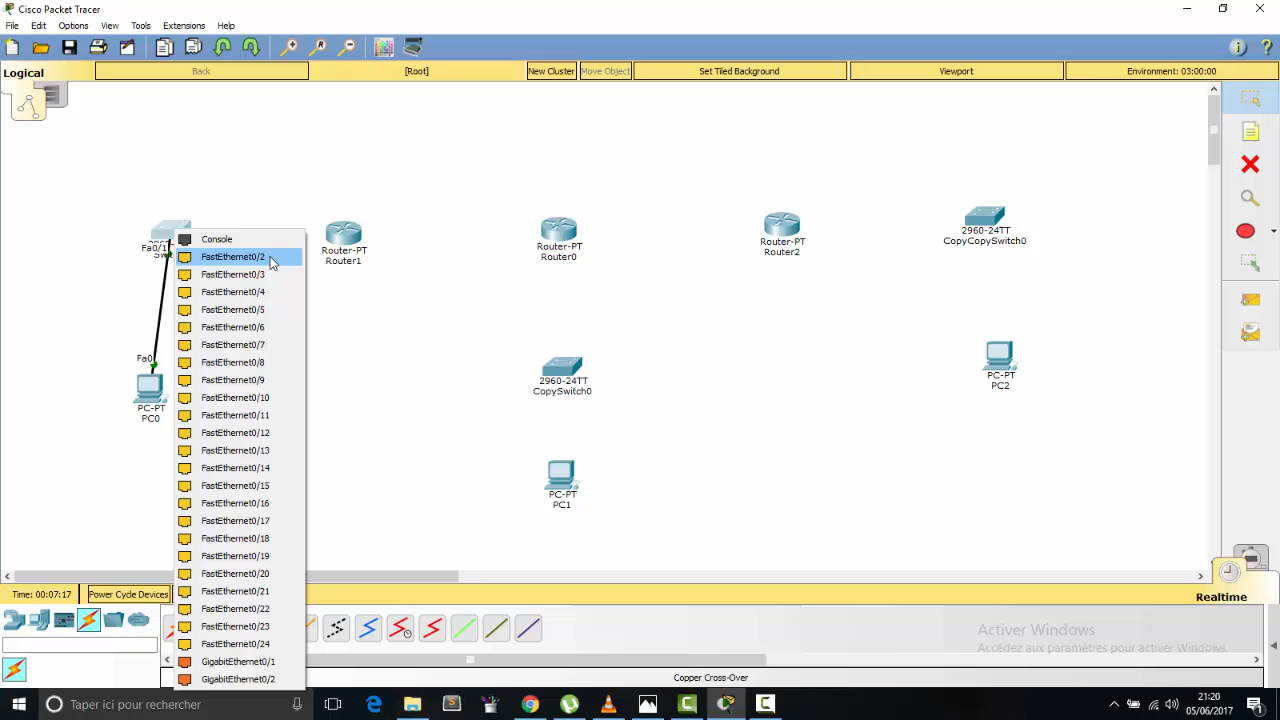 Cisco Packet Tracer
File Edit Options View Tools Extensions Help
Logical Back [Root] New Cluster Move Object Set Tiled Background Viewport Environment: 03:00:00
Fa0/1
Router-PT
Router1
Router-PT
Router0
Router-PT
Router2
2960-24TT
CopyCopySwitch0
Console
FastEthernet0/2
FastEthernet0/3
FastEthernet0/4
FastEthernet0/5
FastEthernet0/6
FastEthernet0/7
FastEthernet0/8
FastEthernet0/9
FastEthernet0/10
FastEthernet0/11
FastEthernet0/12
FastEthernet0/13
FastEthernet0/14
FastEthernet0/15
FastEthernet0/16
FastEthernet0/17
FastEthernet0/18
FastEthernet0/19
FastEthernet0/20
FastEthernet0/21
FastEthernet0/22
FastEthernet0/23
FastEthernet0/24
GigabitEthernet0/1
GigabitEthernet0/2
Fa0
PC-PT
PC0
2960-24TT
CopySwitch0
PC-PT
PC2
PC-PT
PC1
Time: 00:07:17 Power Cycle Devices
Realtime
Activer Windows
Accédez aux paramètres pour activer Windows.
Copper Cross-Over
Taper ici pour rechercher
21:20
05/06/2017